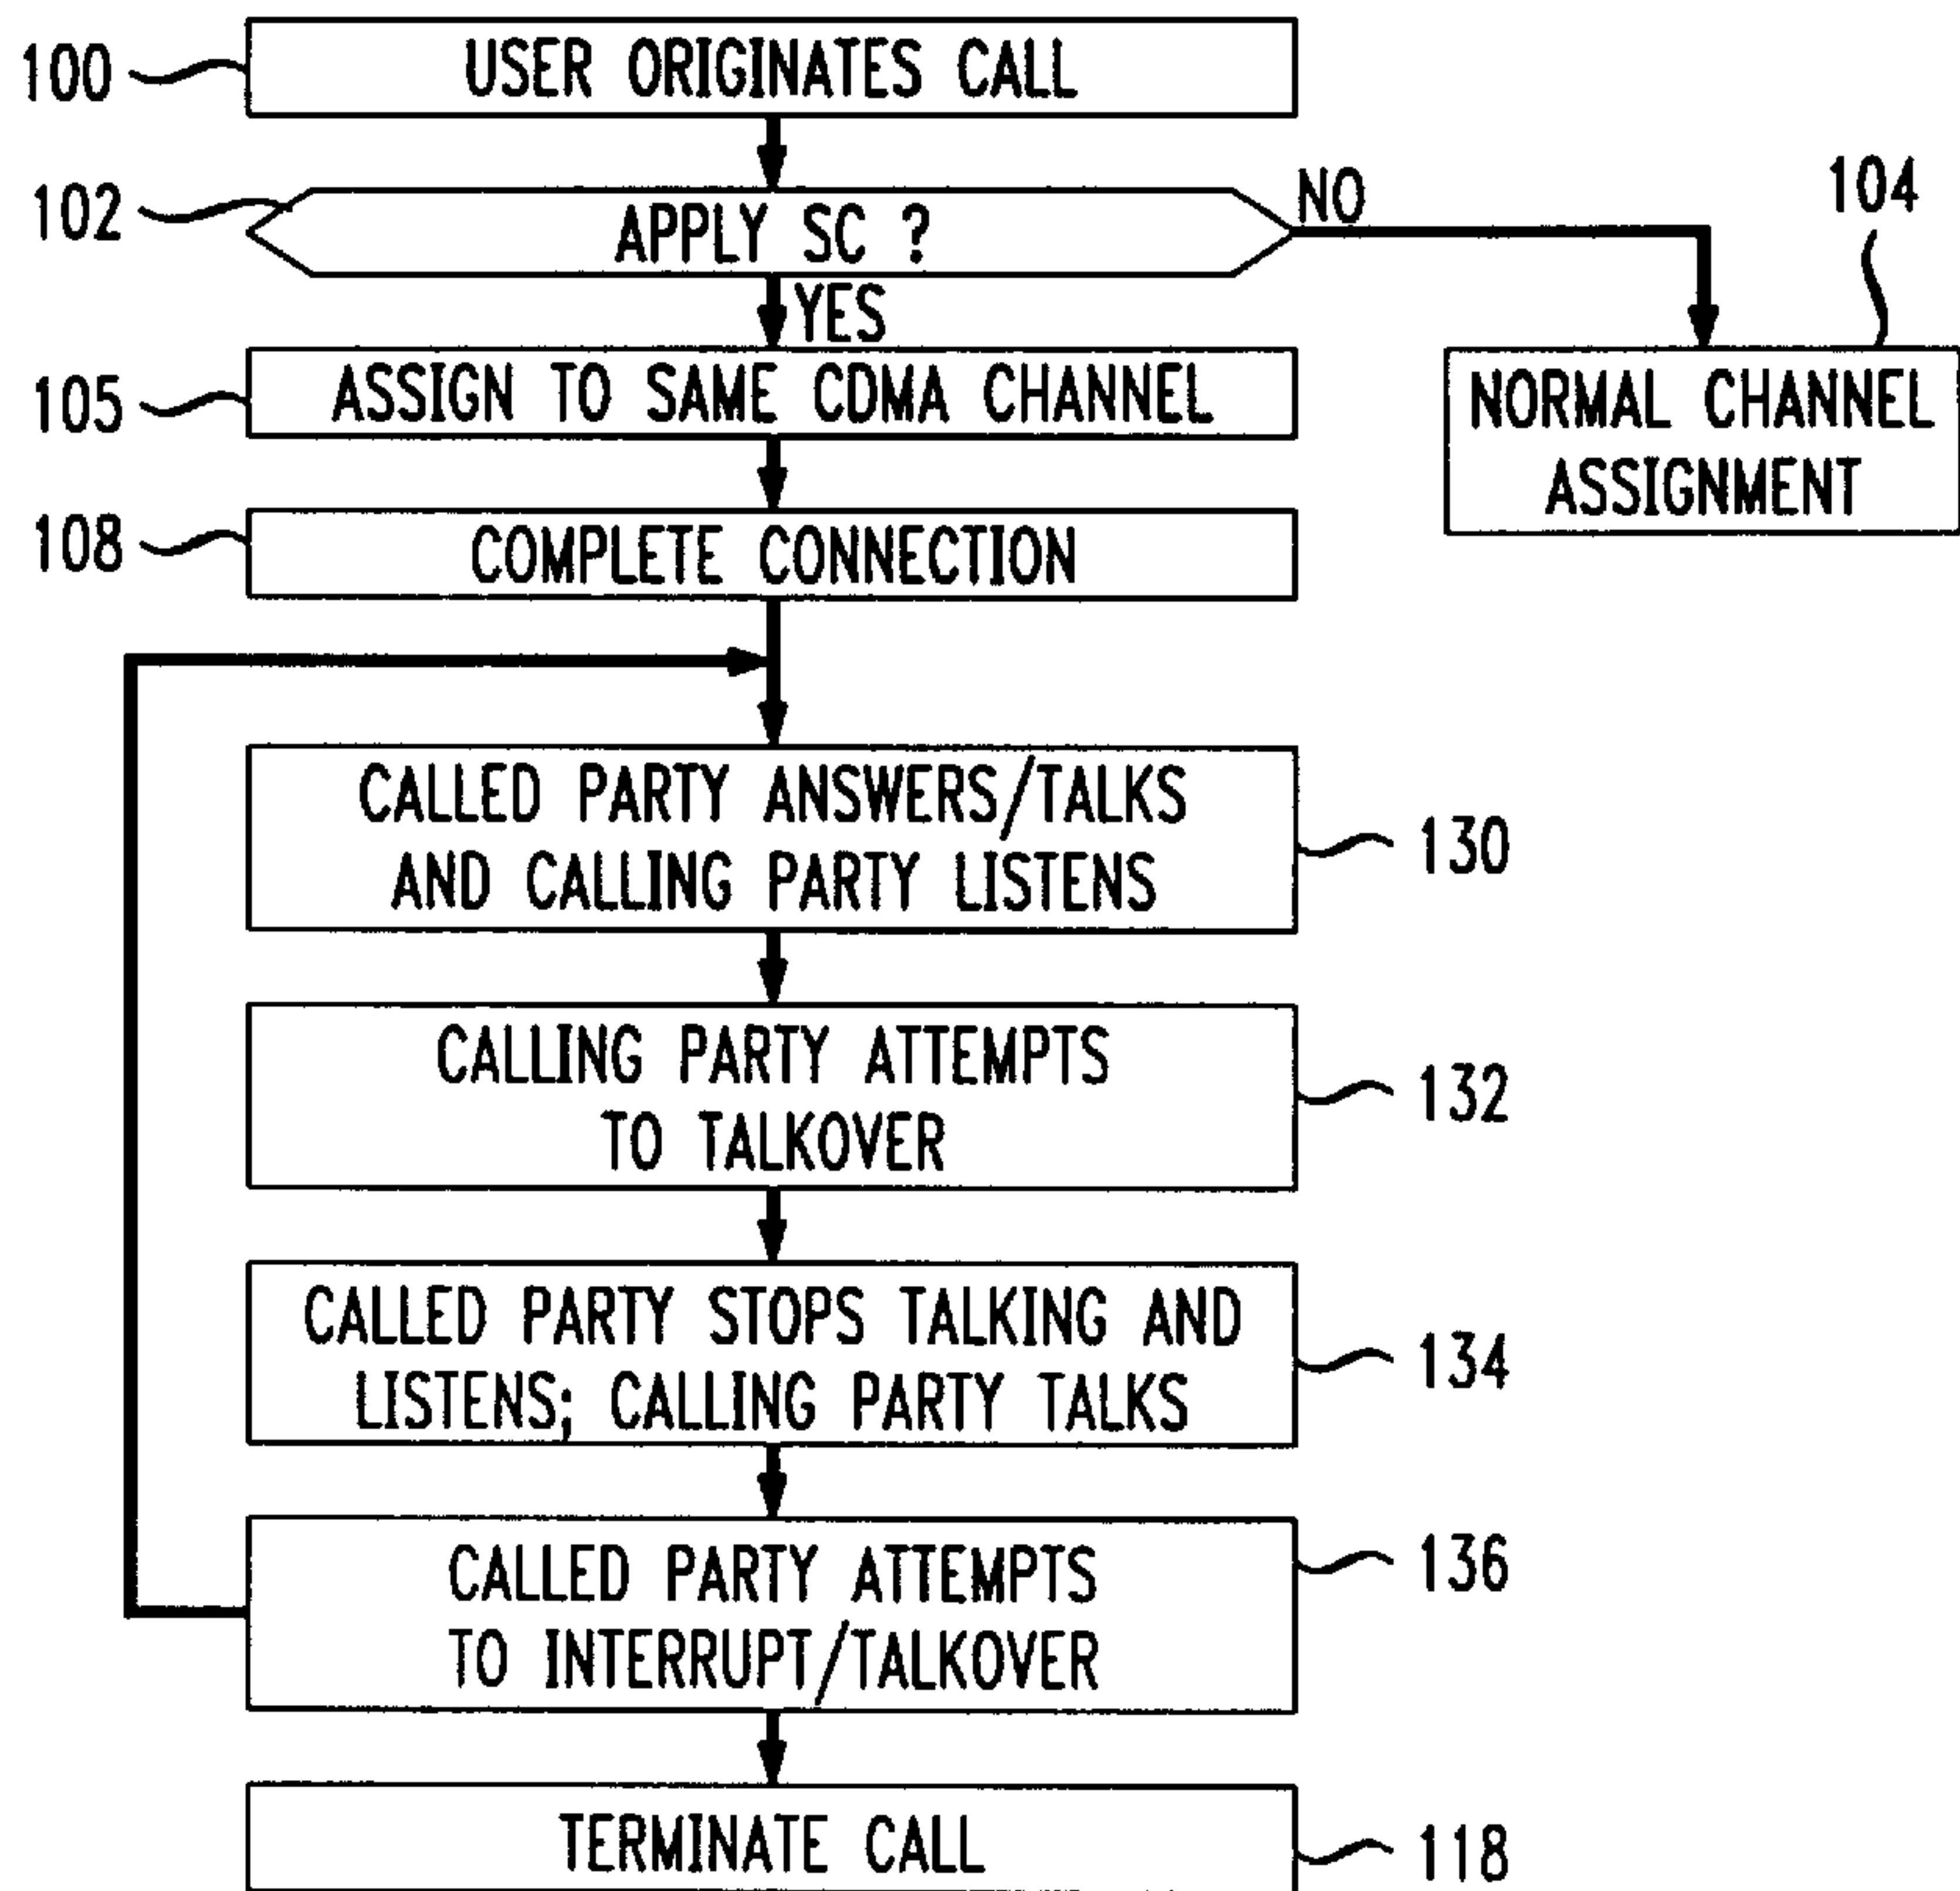 100
USER ORIGINATES CALL
102
APPLY SC ?
NO
104
YES
105
ASSIGN TO SAME CDMA CHANNEL
NORMAL CHANNEL
ASSIGNMENT
108
COMPLETE CONNECTION
CALLED PARTY ANSWERS/TALKS
AND CALLING PARTY LISTENS
130
CALLING PARTY ATTEMPTS
TO TALKOVER
132
CALLED PARTY STOPS TALKING AND
LISTENS; CALLING PARTY TALKS
134
CALLED PARTY ATTEMPTS
TO INTERRUPT/TALKOVER
136
TERMINATE CALL
118